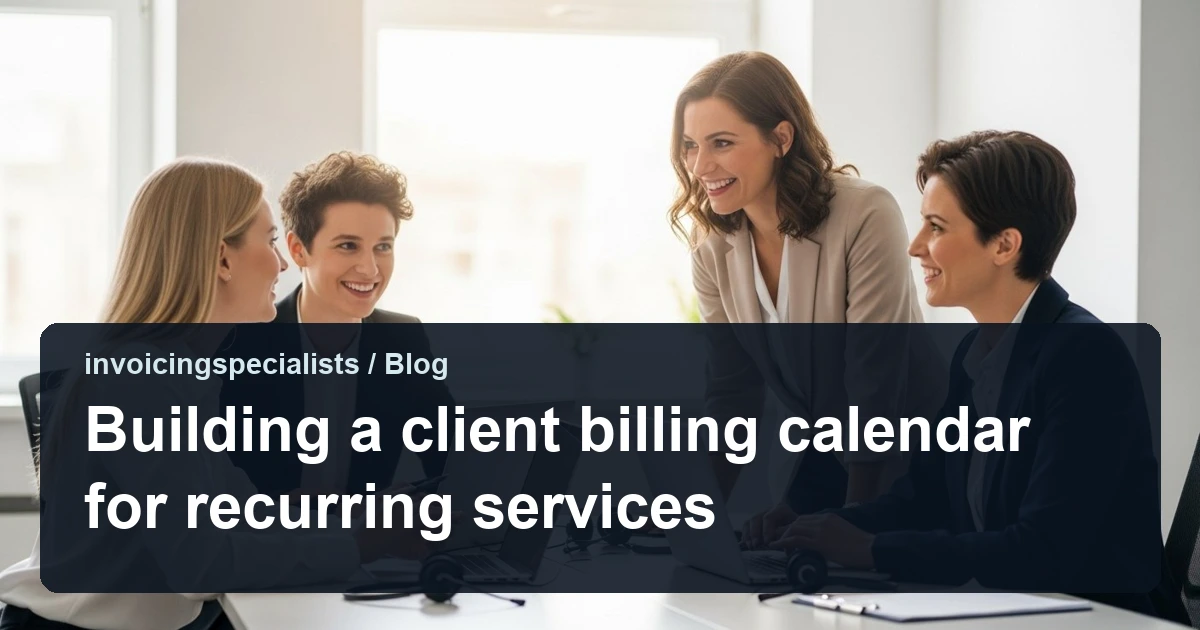 invoicingspecialists / Blog
Building a client billing calendar
for recurring services